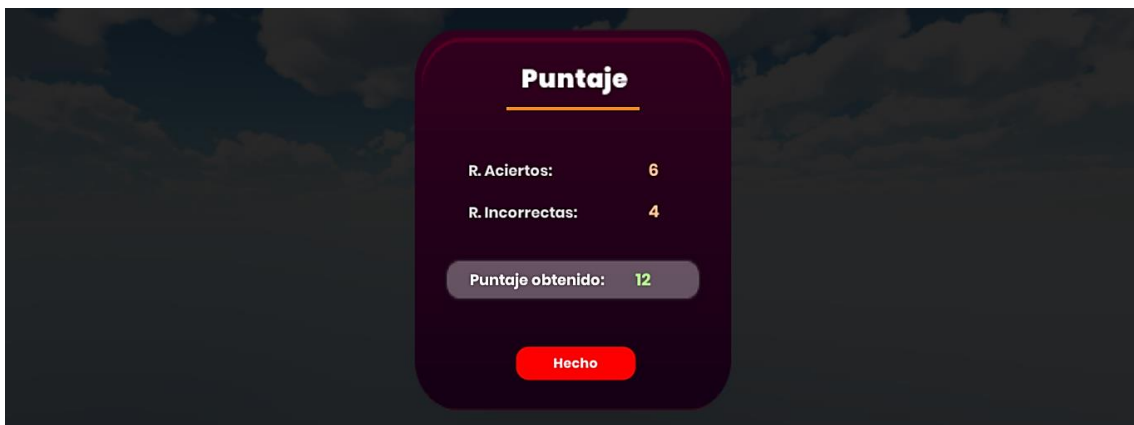 Puntaje
R. Aciertos: 6
R. Incorrectas: 4
Puntaje obtenido: 12
Hecho